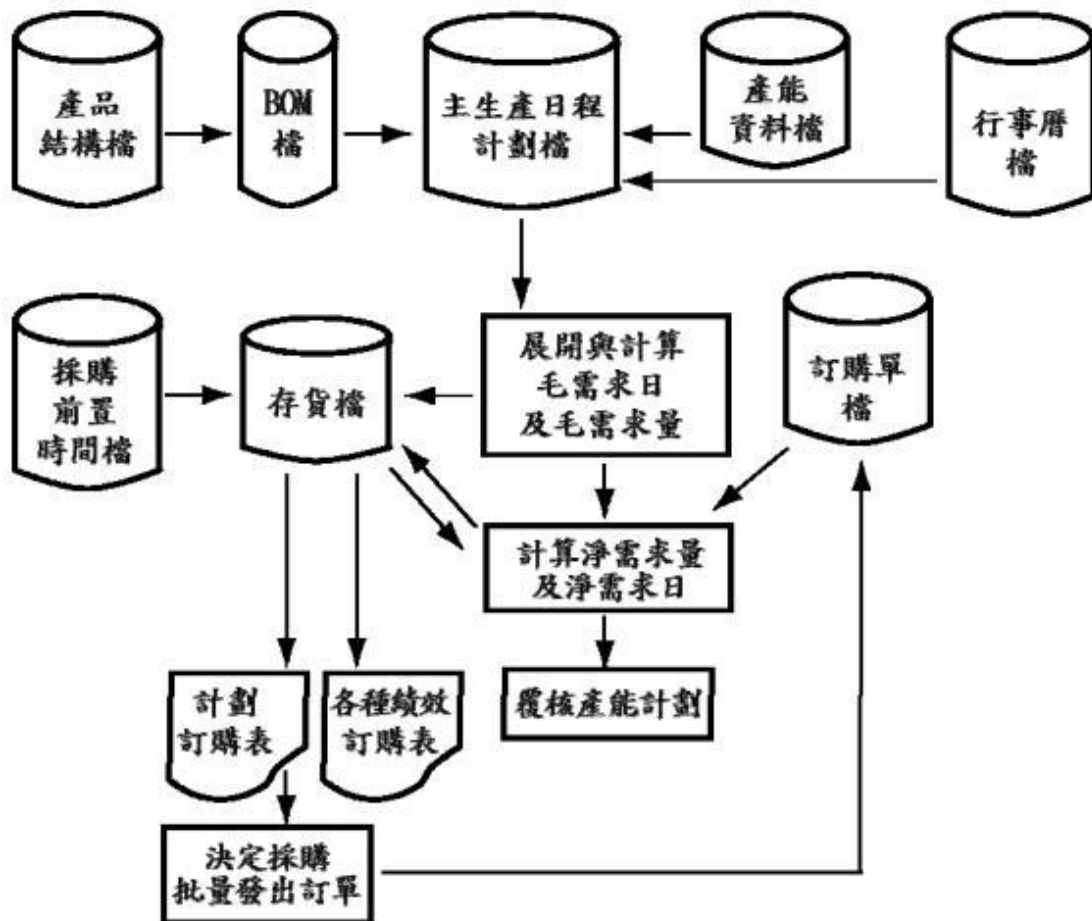 產品
結構檔
BOM
檔
主生產日程
計劃檔
產能
資料檔
行事曆
檔
採購
前置
時間檔
存貨檔
展開與計算
毛需求日
及毛需求量
訂購單
檔
計算淨需求量
及淨需求日
計劃
訂購表
各種績效
訂購表
覆核產能計劃
決定採購
批量發出訂單